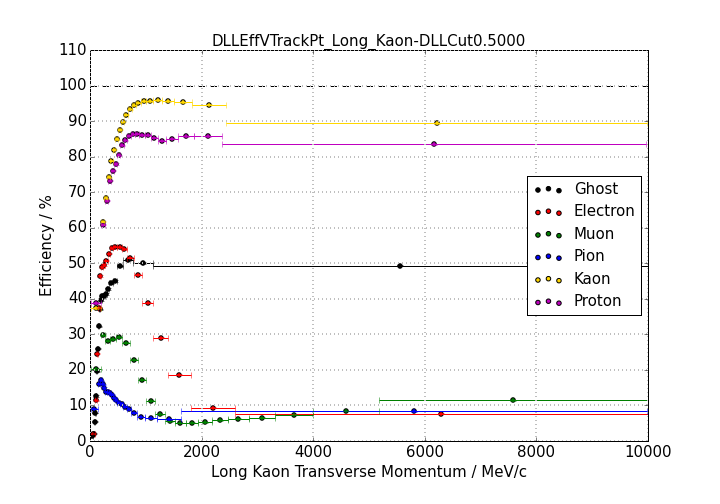 DLLEffVTrackPt_Long_Kaon-DLLCut0.5000
110
100
90
80
70
60
50
40
30
20
10
0
Efficiency / %
Ghost
Electron
Muon
Pion
Kaon
Proton
0 2000 4000 6000 8000 10000
Long Kaon Transverse Momentum / MeV/c